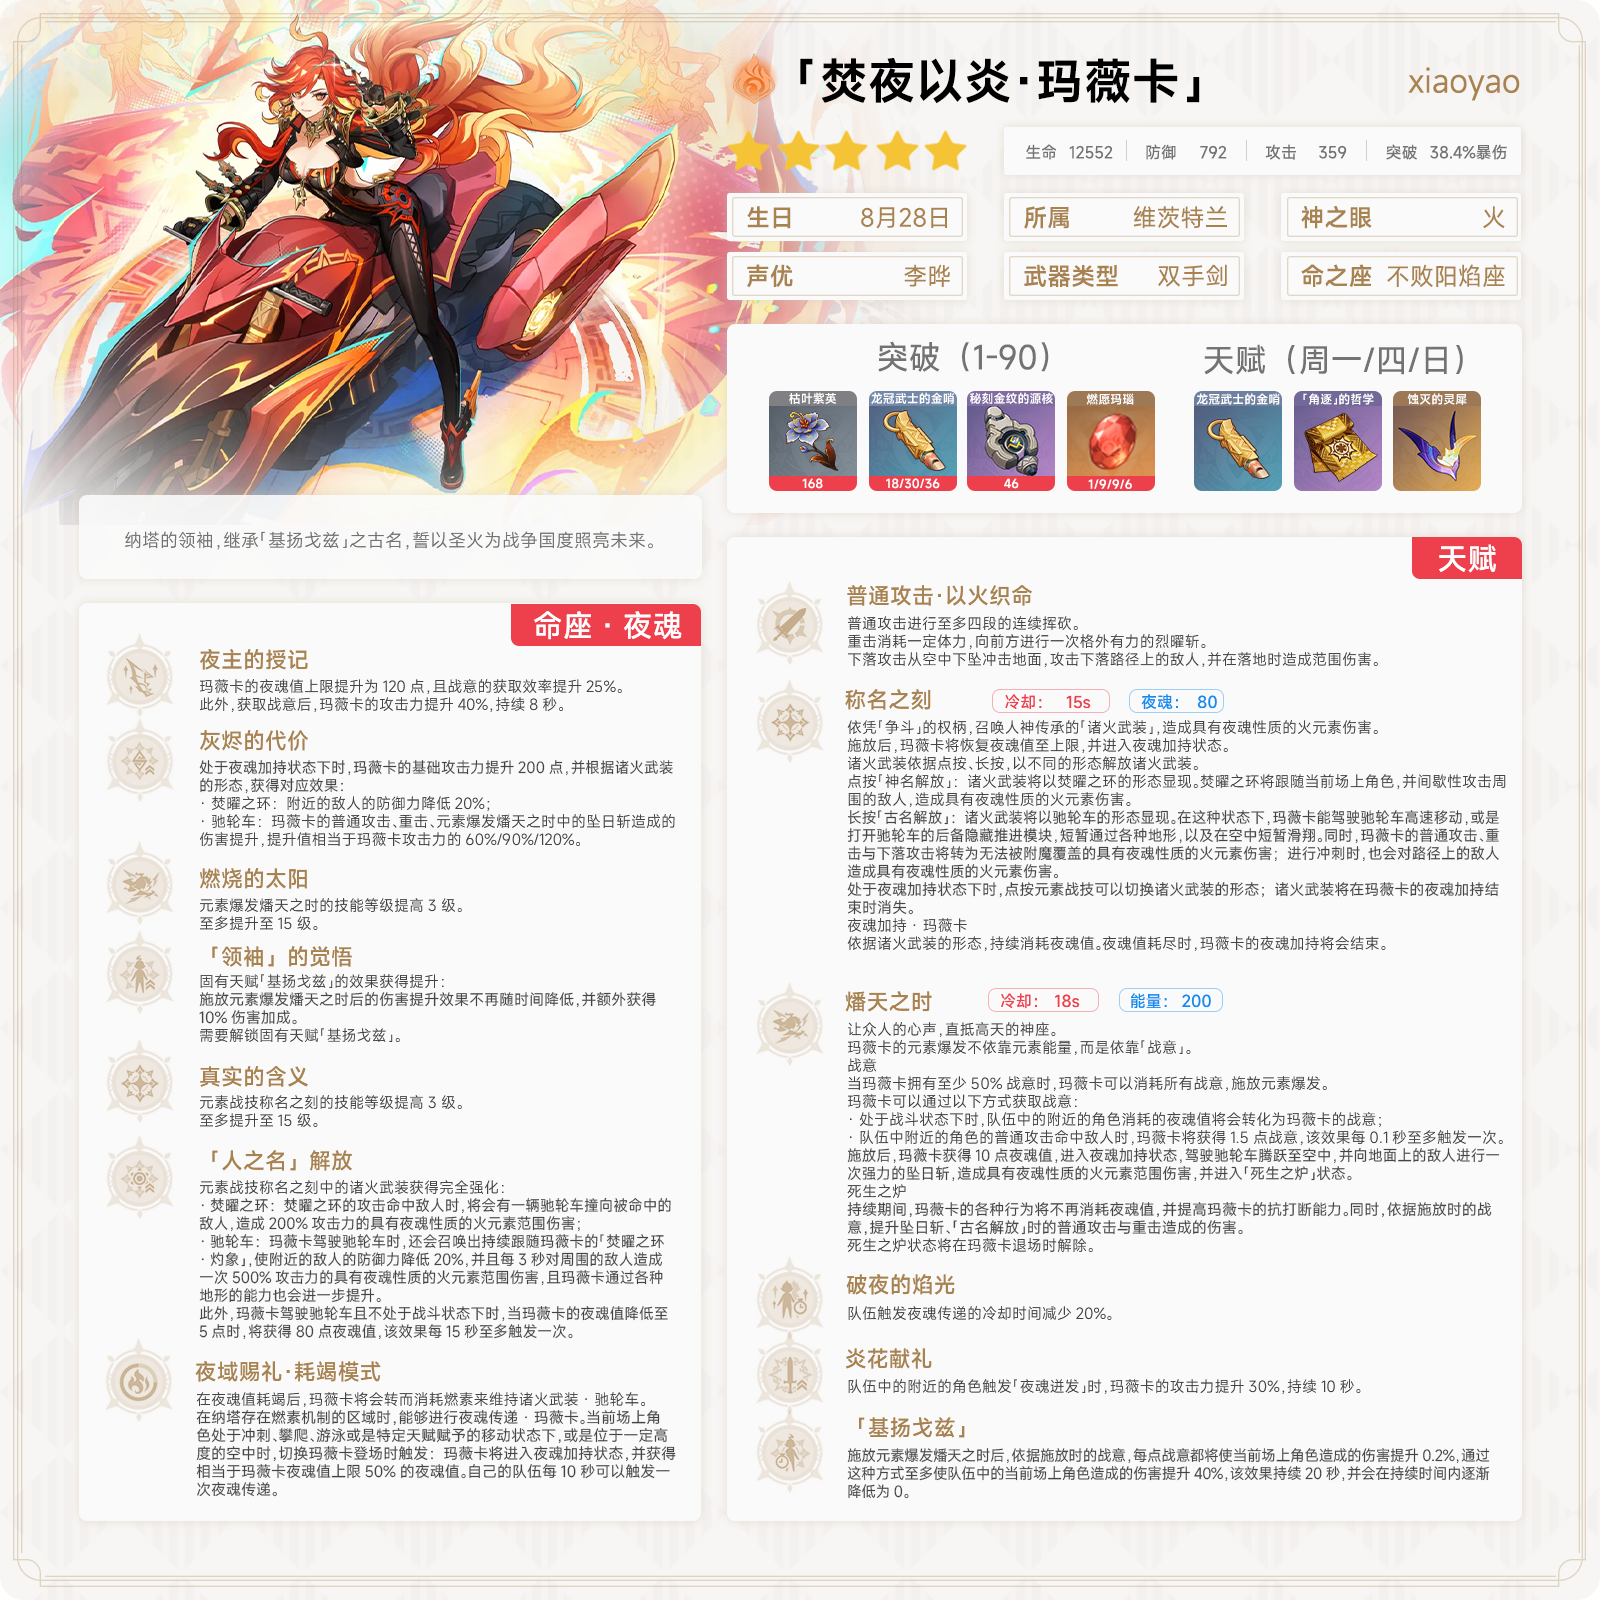 「焚夜以炎·玛薇卡」
xiaoyao
生命 12552 防御 792 攻击 359 突破 38.4%暴伤
生日 8月28日 所属 维茨特兰 神之眼 火
声优 李晔 武器类型 双手剑 命之座 不败阳焰座
突破（1-90）
枯叶紫英 龙冠武士的金哨 秘刻金纹的源核 燃愿玛瑙
168 18/30/36 46 1/9/9/6
天赋（周一/四/日）
龙冠武士的金哨 「角逐」的哲学 蚀灭的灵犀
纳塔的领袖,继承「基扬戈兹」之古名,誓以圣火为战争国度照亮未来。
命座 · 夜魂
夜主的授记
玛薇卡的夜魂值上限提升为 120 点,且战意的获取效率提升 25%。
此外,获取战意后,玛薇卡的攻击力提升 40%,持续 8 秒。
灰烬的代价
处于夜魂加持状态下时,玛薇卡的基础攻击力提升 200 点,并根据诸火武装
的形态,获得对应效果:
· 焚曜之环: 附近的敌人的防御力降低 20%;
· 驰轮车: 玛薇卡的普通攻击、重击、元素爆发燔天之时中的坠日斩造成的
伤害提升,提升值相当于玛薇卡攻击力的 60%/90%/120%。
燃烧的太阳
元素爆发燔天之时的技能等级提高 3 级。
至多提升至 15 级。
「领袖」的觉悟
固有天赋「基扬戈兹」的效果获得提升:
施放元素爆发燔天之时后的伤害提升效果不再随时间降低,并额外获得
10% 伤害加成。
需要解锁固有天赋「基扬戈兹」。
真实的含义
元素战技称名之刻的技能等级提高 3 级。
至多提升至 15 级。
「人之名」解放
元素战技称名之刻中的诸火武装获得完全强化:
· 焚曜之环: 焚曜之环的攻击命中敌人时,将会有一辆驰轮车撞向被命中的
敌人,造成 200% 攻击力的具有夜魂性质的火元素范围伤害;
· 驰轮车: 玛薇卡驾驶驰轮车时,还会召唤出持续跟随玛薇卡的「焚曜之环
· 灼象」,使附近的敌人的防御力降低 20%,并且每 3 秒对周围的敌人造成
一次 500% 攻击力的具有夜魂性质的火元素范围伤害,且玛薇卡通过各种
地形的能力也会进一步提升。
此外,玛薇卡驾驶驰轮车且不处于战斗状态下时,当玛薇卡的夜魂值降低至
5 点时,将获得 80 点夜魂值,该效果每 15 秒至多触发一次。
夜域赐礼·耗竭模式
在夜魂值耗竭后,玛薇卡将会转而消耗燃素来维持诸火武装 · 驰轮车。
在纳塔存在燃素机制的区域时,能够进行夜魂传递 · 玛薇卡。当前场上角
色处于冲刺、攀爬、游泳或是特定天赋赋予的移动状态下,或是位于一定高
度的空中时,切换玛薇卡登场时触发: 玛薇卡将进入夜魂加持状态,并获得
相当于玛薇卡夜魂值上限 50% 的夜魂值。自己的队伍每 10 秒可以触发一
次夜魂传递。
天赋
普通攻击·以火织命
普通攻击进行至多四段的连续挥砍。
重击消耗一定体力,向前方进行一次格外有力的烈曜斩。
下落攻击从空中下坠冲击地面,攻击下落路径上的敌人,并在落地时造成范围伤害。
称名之刻 冷却: 15s 夜魂: 80
依凭「争斗」的权柄,召唤人神传承的「诸火武装」,造成具有夜魂性质的火元素伤害。
施放后,玛薇卡将恢复夜魂值至上限,并进入夜魂加持状态。
诸火武装依据点按、长按,以不同的形态解放诸火武装。
点按「神名解放」: 诸火武装将以焚曜之环的形态显现。焚曜之环将跟随当前场上角色,并间歇性攻击周
围的敌人,造成具有夜魂性质的火元素伤害。
长按「古名解放」: 诸火武装将以驰轮车的形态显现。在这种状态下,玛薇卡能驾驶驰轮车高速移动,或是
打开驰轮车的后备隐藏推进模块,短暂通过各种地形,以及在空中短暂滑翔。同时,玛薇卡的普通攻击、重
击与下落攻击将转为无法被附魔覆盖的具有夜魂性质的火元素伤害; 进行冲刺时,也会对路径上的敌人
造成具有夜魂性质的火元素伤害。
处于夜魂加持状态下时,点按元素战技可以切换诸火武装的形态; 诸火武装将在玛薇卡的夜魂加持结
束时消失。
夜魂加持 · 玛薇卡
依据诸火武装的形态,持续消耗夜魂值。夜魂值耗尽时,玛薇卡的夜魂加持将会结束。
燔天之时 冷却: 18s 能量: 200
让众人的心声,直抵高天的神座。
玛薇卡的元素爆发不依靠元素能量,而是依靠「战意」。
战意
当玛薇卡拥有至少 50% 战意时,玛薇卡可以消耗所有战意,施放元素爆发。
玛薇卡可以通过以下方式获取战意:
· 处于战斗状态下时,队伍中的附近的角色消耗的夜魂值将会转化为玛薇卡的战意;
· 队伍中附近的角色的普通攻击命中敌人时,玛薇卡将获得 1.5 点战意,该效果每 0.1 秒至多触发一次。
施放后,玛薇卡获得 10 点夜魂值,进入夜魂加持状态,驾驶驰轮车腾跃至空中,并向地面上的敌人进行一
次强力的坠日斩,造成具有夜魂性质的火元素范围伤害,并进入「死生之炉」状态。
死生之炉
持续期间,玛薇卡的各种行为将不再消耗夜魂值,并提高玛薇卡的抗打断能力。同时,依据施放时的战
意,提升坠日斩、「古名解放」时的普通攻击与重击造成的伤害。
死生之炉状态将在玛薇卡退场时解除。
破夜的焰光
队伍触发夜魂传递的冷却时间减少 20%。
炎花献礼
队伍中的附近的角色触发「夜魂迸发」时,玛薇卡的攻击力提升 30%,持续 10 秒。
「基扬戈兹」
施放元素爆发燔天之时后,依据施放时的战意,每点战意都将使当前场上角色造成的伤害提升 0.2%,通过
这种方式至多使队伍中的当前场上角色造成的伤害提升 40%,该效果持续 20 秒,并会在持续时间内逐渐
降低为 0。